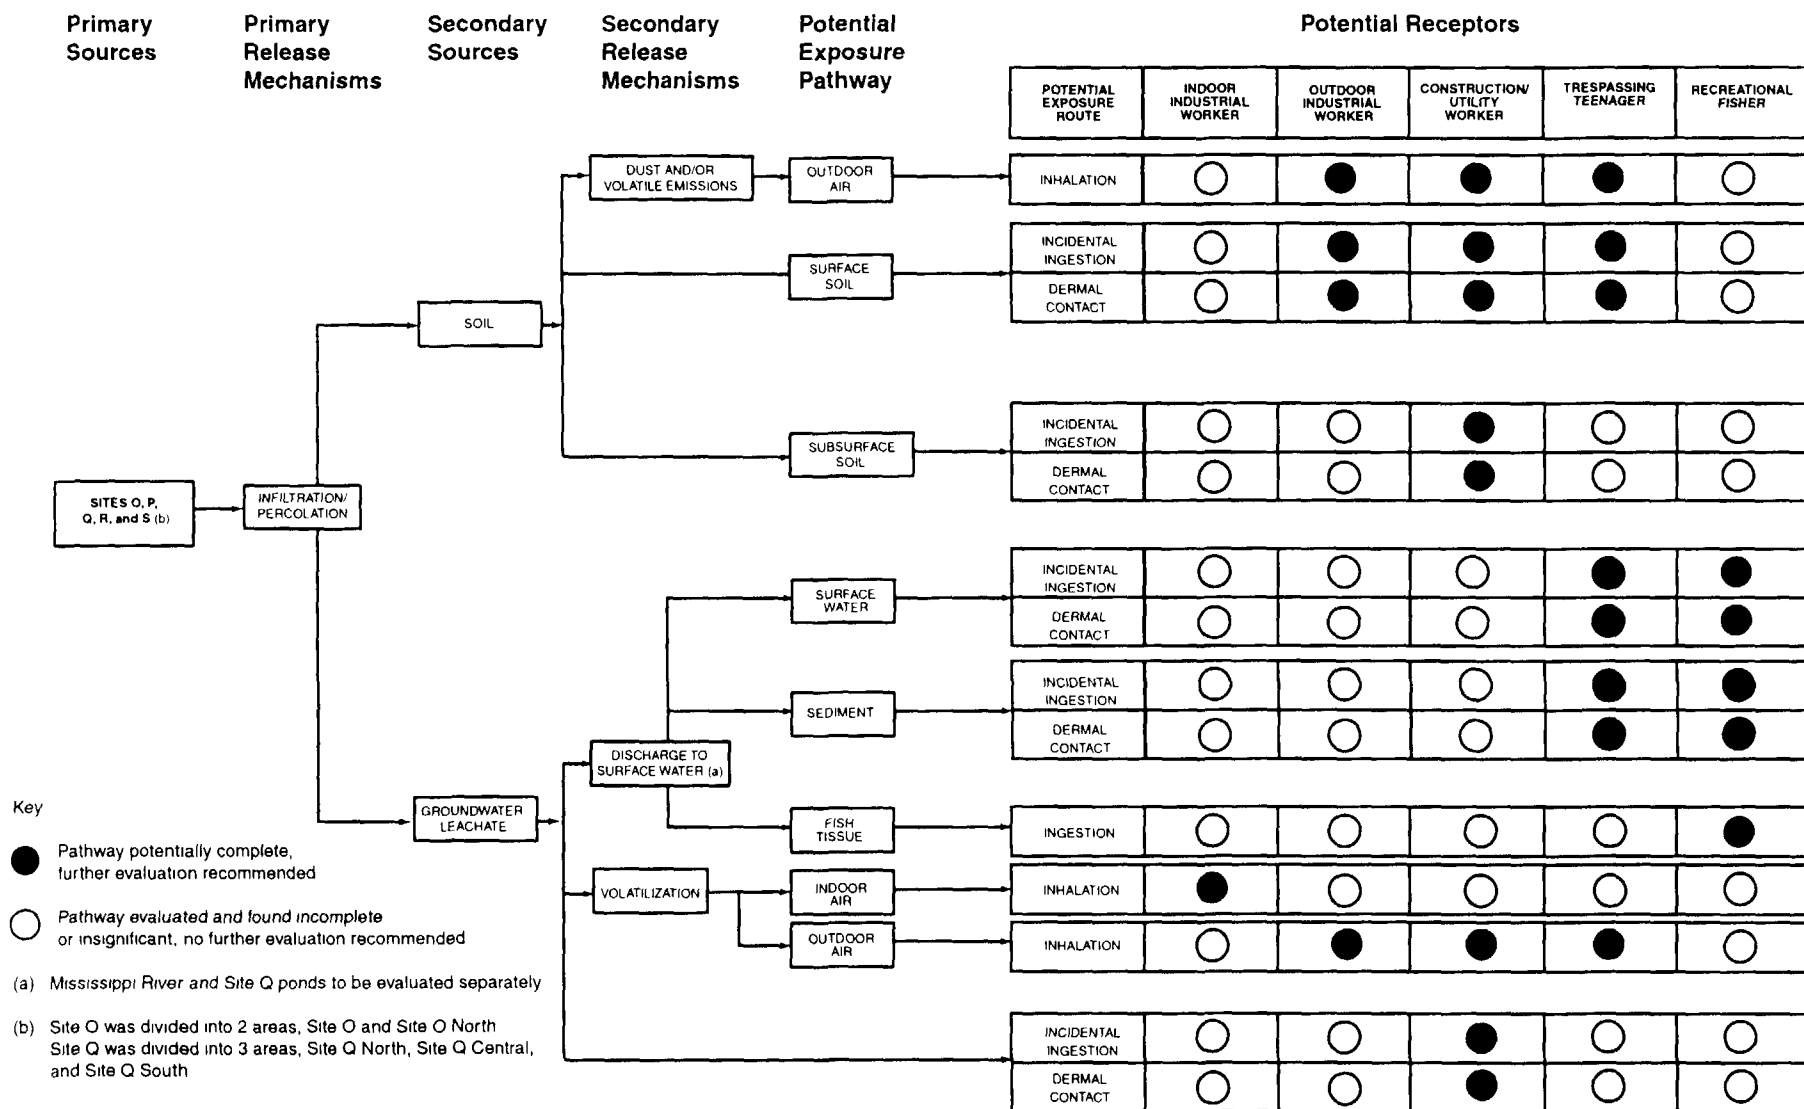 Primary
Sources
Primary
Release
Mechanisms
Secondary
Sources
Secondary
Release
Mechanisms
Potential
Exposure
Pathway
Potential Receptors
POTENTIAL
EXPOSURE
ROUTE
INDOOR
INDUSTRIAL
WORKER
OUTDOOR
INDUSTRIAL
WORKER
CONSTRUCTION/
UTILITY
WORKER
TRESPASSING
TEENAGER
RECREATIONAL
FISHER
DUST AND/OR
VOLATILE EMISSIONS
OUTDOOR
AIR
INHALATION
SURFACE
SOIL
INCIDENTAL
INGESTION
DERMAL
CONTACT
SOIL
SUBSURFACE
SOIL
INCIDENTAL
INGESTION
DERMAL
CONTACT
SITES O, P,
Q, R, and S (b)
INFILTRATION/
PERCOLATION
SURFACE
WATER
INCIDENTAL
INGESTION
DERMAL
CONTACT
SEDIMENT
INCIDENTAL
INGESTION
DERMAL
CONTACT
DISCHARGE TO
SURFACE WATER (a)
GROUNDWATER
LEACHATE
FISH
TISSUE
INGESTION
VOLATILIZATION
INDOOR
AIR
INHALATION
OUTDOOR
AIR
INHALATION
INCIDENTAL
INGESTION
DERMAL
CONTACT
Key
Pathway potentially complete,
further evaluation recommended
Pathway evaluated and found incomplete
or insignificant, no further evaluation recommended
(a) Mississippi River and Site Q ponds to be evaluated separately
(b) Site O was divided into 2 areas, Site O and Site O North
Site Q was divided into 3 areas, Site Q North, Site Q Central,
and Site Q South